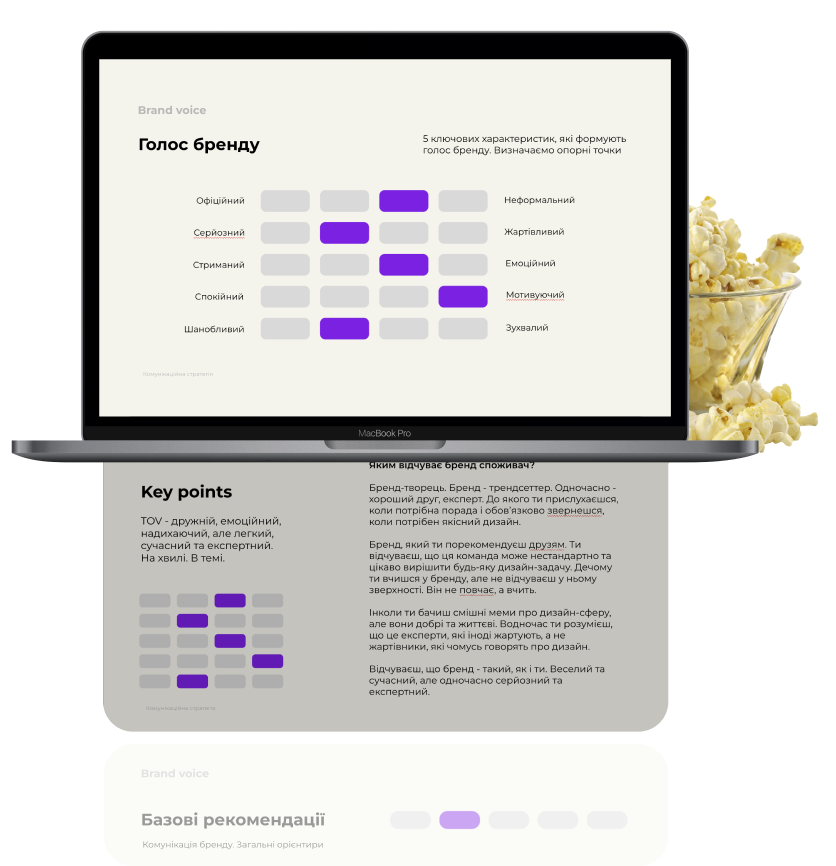 Brand voice
Голос бренду
5 ключових характеристик, які формують
голос бренду. Визначаємо опорні точки
Офіційний
Неформальний
Серйозний
Жартівливий
Стриманий
Емоційний
Спокійний
Мотивуючий
Шанобливий
Зухвалий
Комунікаційна стратегія
MacBook Pro
Key points
TOV - дружній, емоційний,
надихаючий, але легкий,
сучасний та експертний.
На хвилі. В темі.
Комунікаційна стратегія
Яким відчуває бренд споживач?
Бренд-творець. Бренд - трендсеттер. Одночасно -
хороший друг, експерт. До якого ти прислухаєшся,
коли потрібна порада і обов’язково звернешся,
коли потрібен якісний дизайн.
Бренд, який ти порекомендуєш друзям. Ти
відчуваєш, що ця команда може нестандартно та
цікаво вирішити будь-яку дизайн-задачу. Дечому
ти вчишся у бренду, але не відчуваєш у ньому
зверхності. Він не повчає, а вчить.
Інколи ти бачиш смішні меми про дизайн-сферу,
але вони добрі та життєві. Водночас ти розумієш,
що це експерти, які іноді жартують, а не
жартівники, які чомусь говорять про дизайн.
Відчуваєш, що бренд - такий, як і ти. Веселий та
сучасний, але одночасно серйозний та
експертний.
Brand voice
Базові рекомендації
Комунікація бренду. Загальні орієнтири